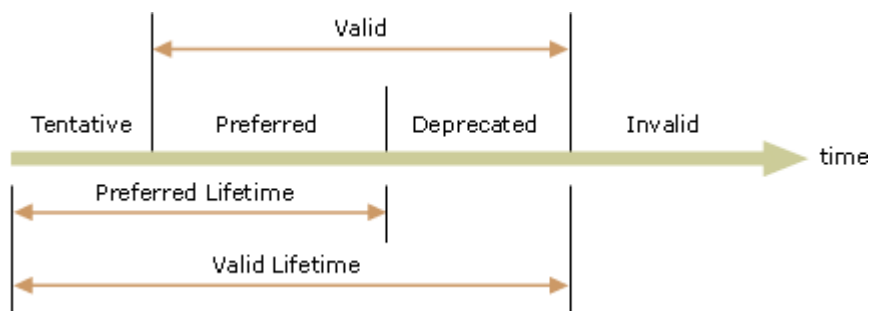 Valid
Tentative Preferred Deprecated Invalid
time
Preferred Lifetime
Valid Lifetime